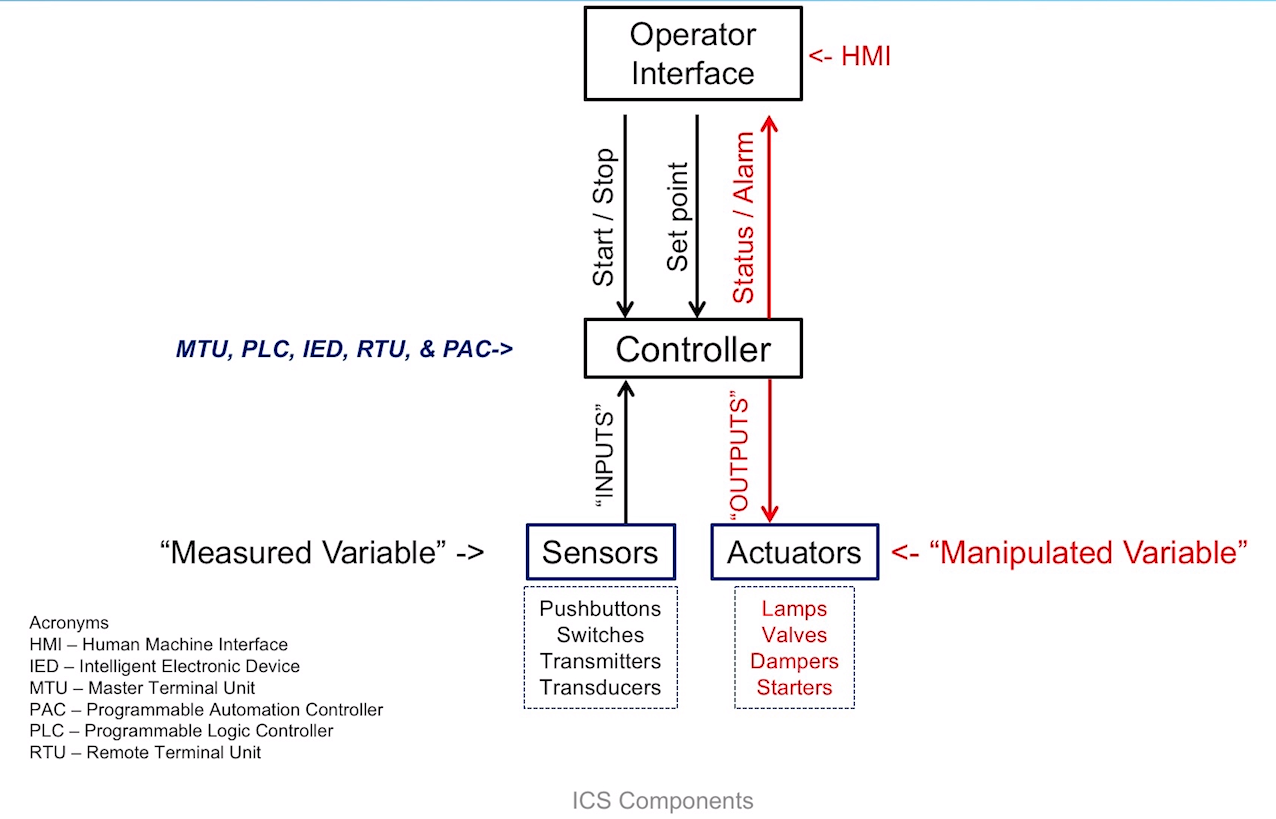 Operator
Interface
<- HMI
Start / Stop
Set point
Status / Alarm
MTU, PLC, IED, RTU, & PAC->
Controller
“INPUTS”
“OUTPUTS”
“Measured Variable” ->
Sensors
Actuators
<- “Manipulated Variable”
Pushbuttons
Switches
Transmitters
Transducers
Lamps
Valves
Dampers
Starters
Acronyms
HMI – Human Machine Interface
IED – Intelligent Electronic Device
MTU – Master Terminal Unit
PAC – Programmable Automation Controller
PLC – Programmable Logic Controller
RTU – Remote Terminal Unit
ICS Components